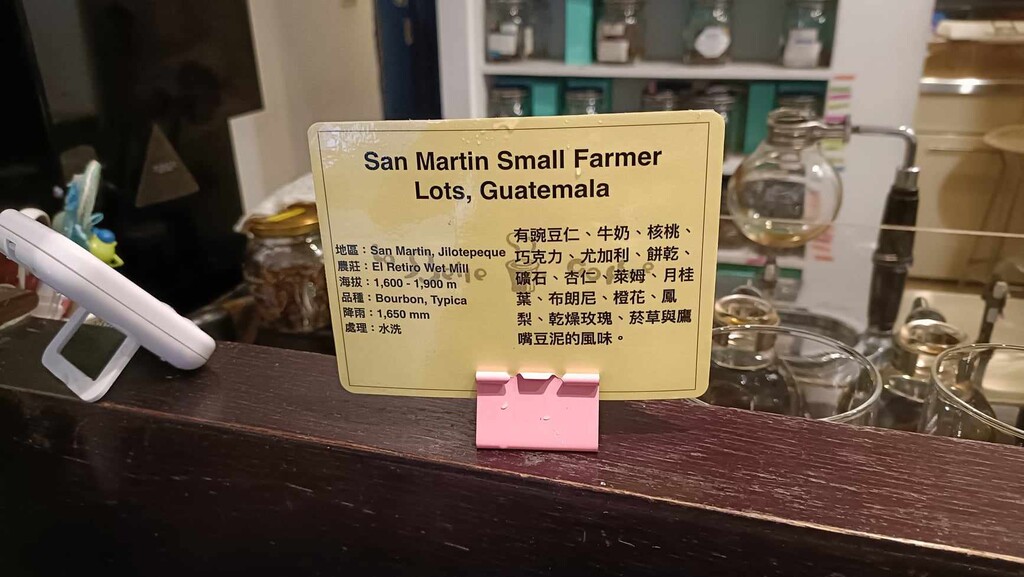 San Martin Small Farmer
Lots, Guatemala
地區：San Martin, Jilotepeque
農莊：El Retiro Wet Mill
海拔：1,600 - 1,900 m
品種：Bourbon, Typica
降雨：1,650 mm
處理：水洗
有豌豆仁、牛奶、核桃、
巧克力、尤加利、餅乾、
礦石、杏仁、萊姆、月桂
葉、布朗尼、橙花、鳳
梨、乾燥玫瑰、菸草與鷹
嘴豆泥的風味。